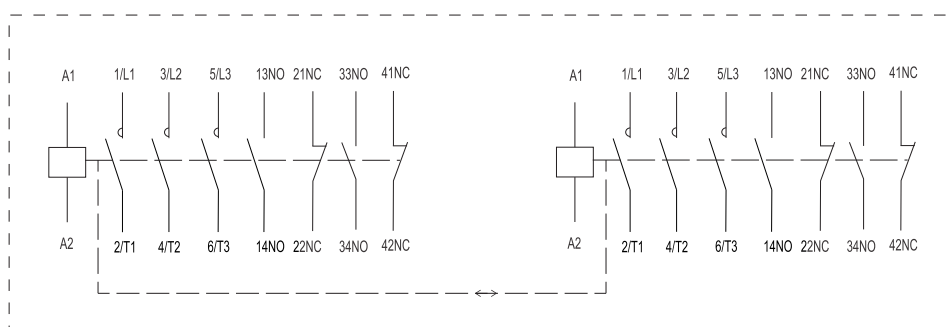 A1 1/L1 3/L2 5/L3 13NO 21NC 33NO 41NC A1 1/L1 3/L2 5/L3 13NO 21NC 33NO 41NC
A2 2/T1 4/T2 6/T3 14NO 22NC 34NO 42NC A2 2/T1 4/T2 6/T3 14NO 22NC 34NO 42NC